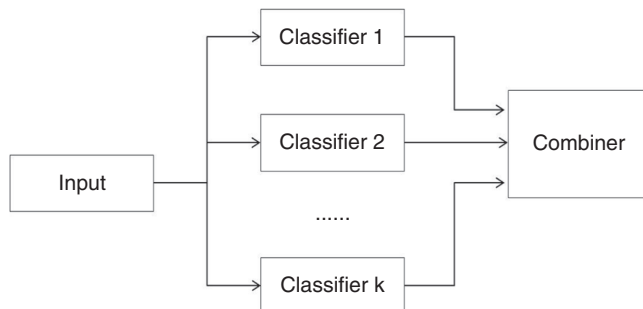 Classifier 1
Classifier 2
Combiner
Input
......
Classifier k